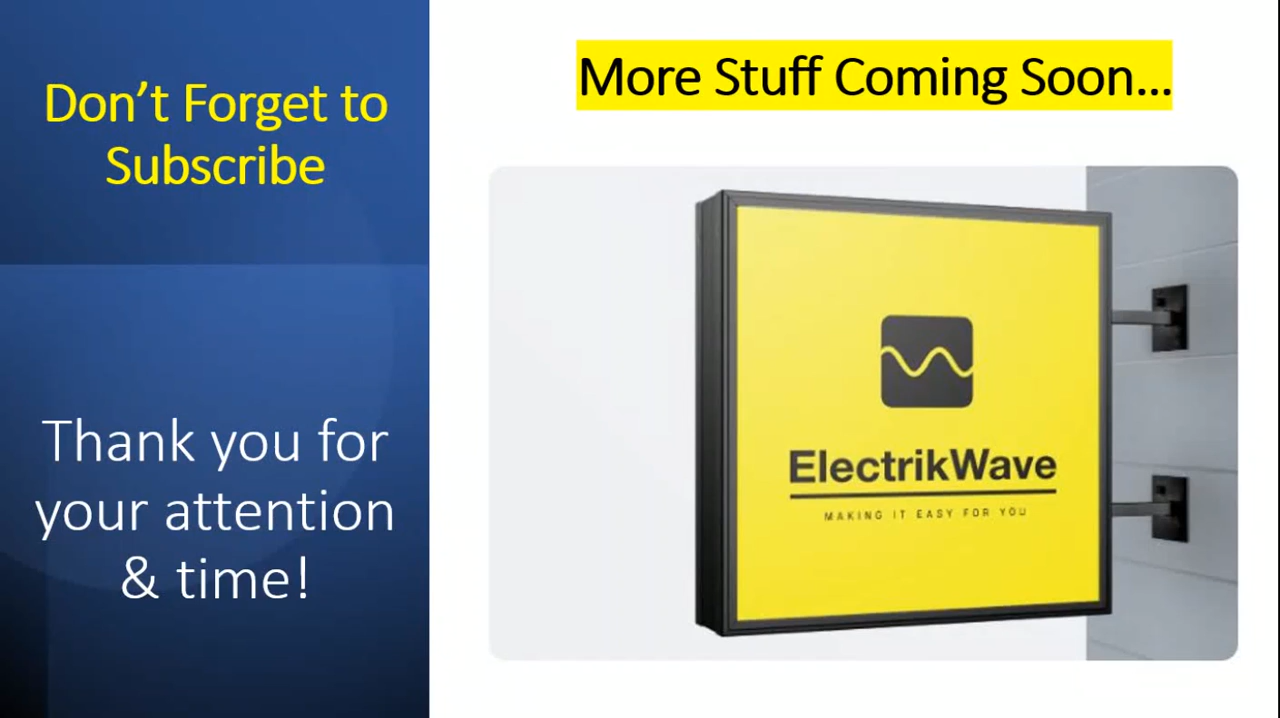 Don’t Forget to
Subscribe
Thank you for
your attention
& time!
More Stuff Coming Soon...
ElectrikWave
MAKING IT EASY FOR YOU